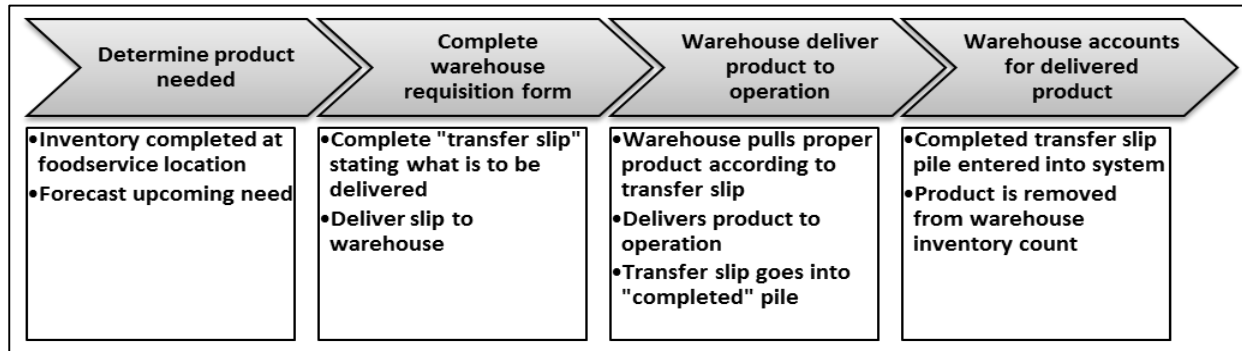 Determine product
needed
Complete
warehouse
requisition form
Warehouse deliver
product to
operation
Warehouse accounts
for delivered
product
•Inventory completed at
foodservice location
•Forecast upcoming need
•Complete "transfer slip"
stating what is to be
delivered
•Deliver slip to
warehouse
•Warehouse pulls proper
product according to
transfer slip
•Delivers product to
operation
•Transfer slip goes into
"completed" pile
•Completed transfer slip
pile entered into system
•Product is removed
from warehouse
inventory count